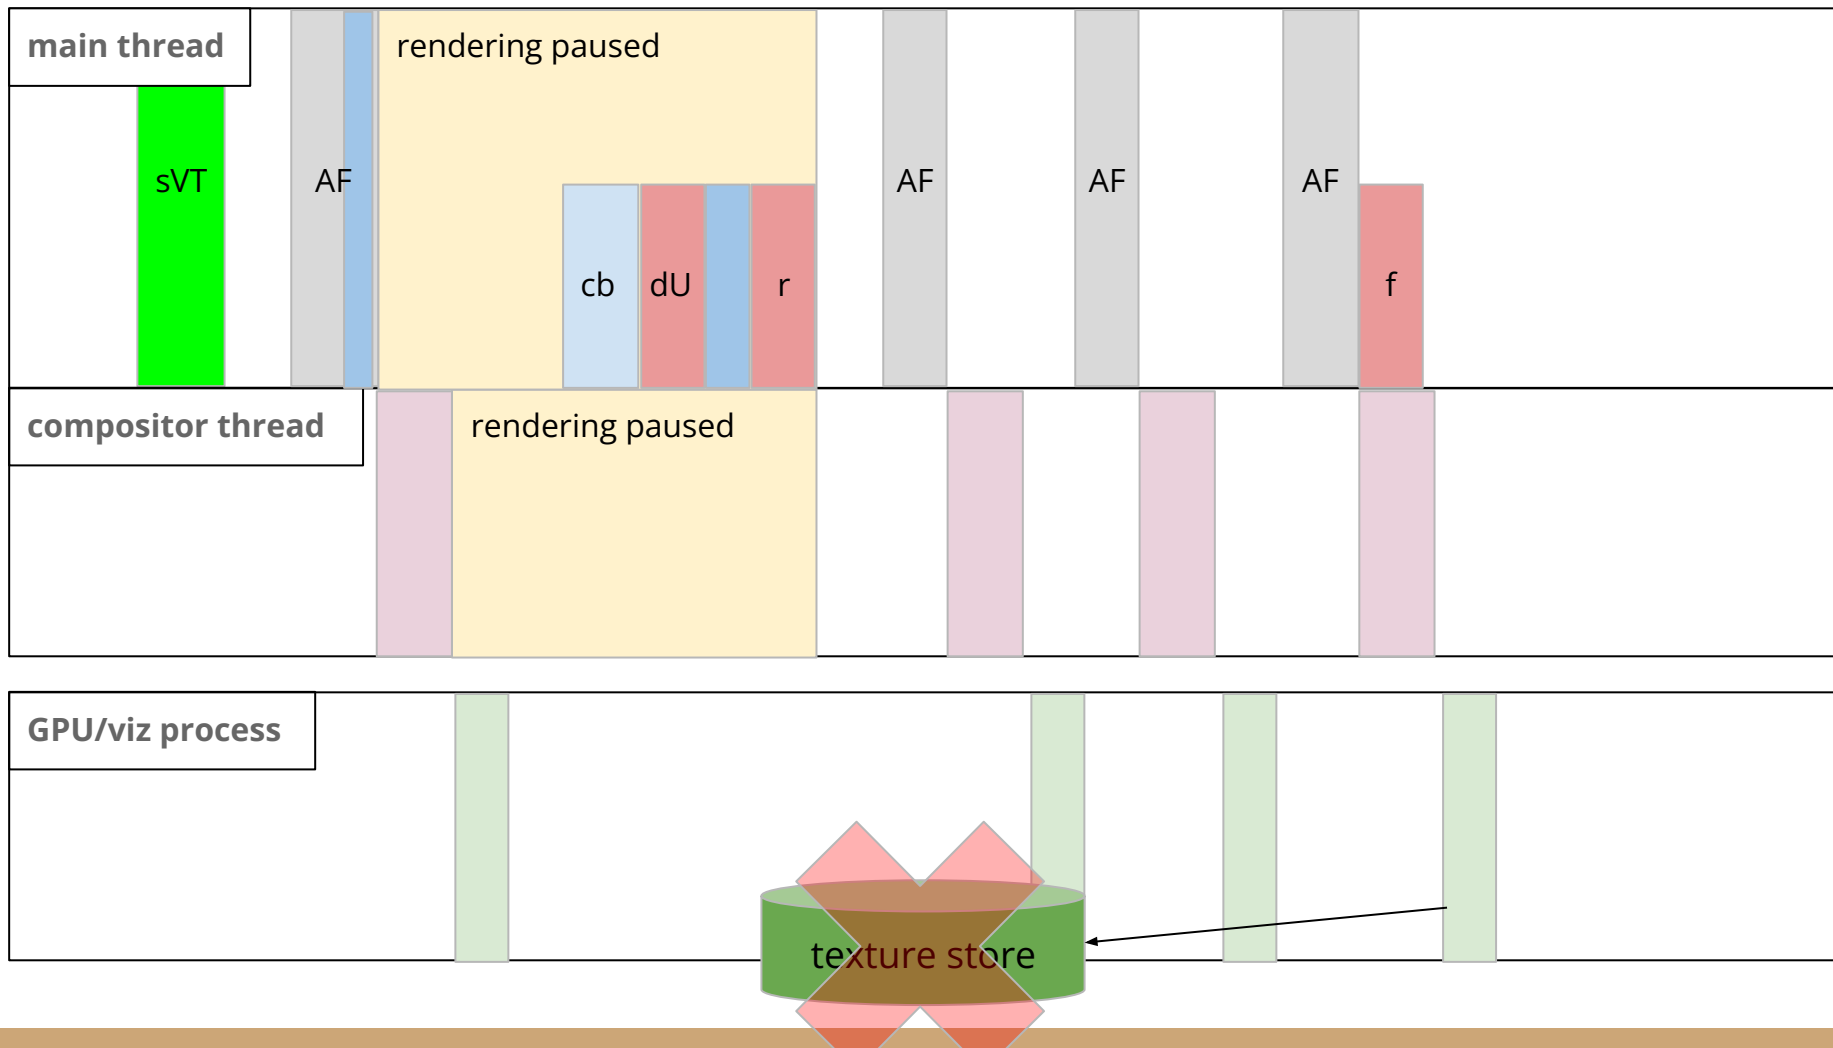 main thread
rendering paused
sVT
AF
AF
AF
AF
cb
dU
r
f
compositor thread
rendering paused
GPU/viz process
texture store